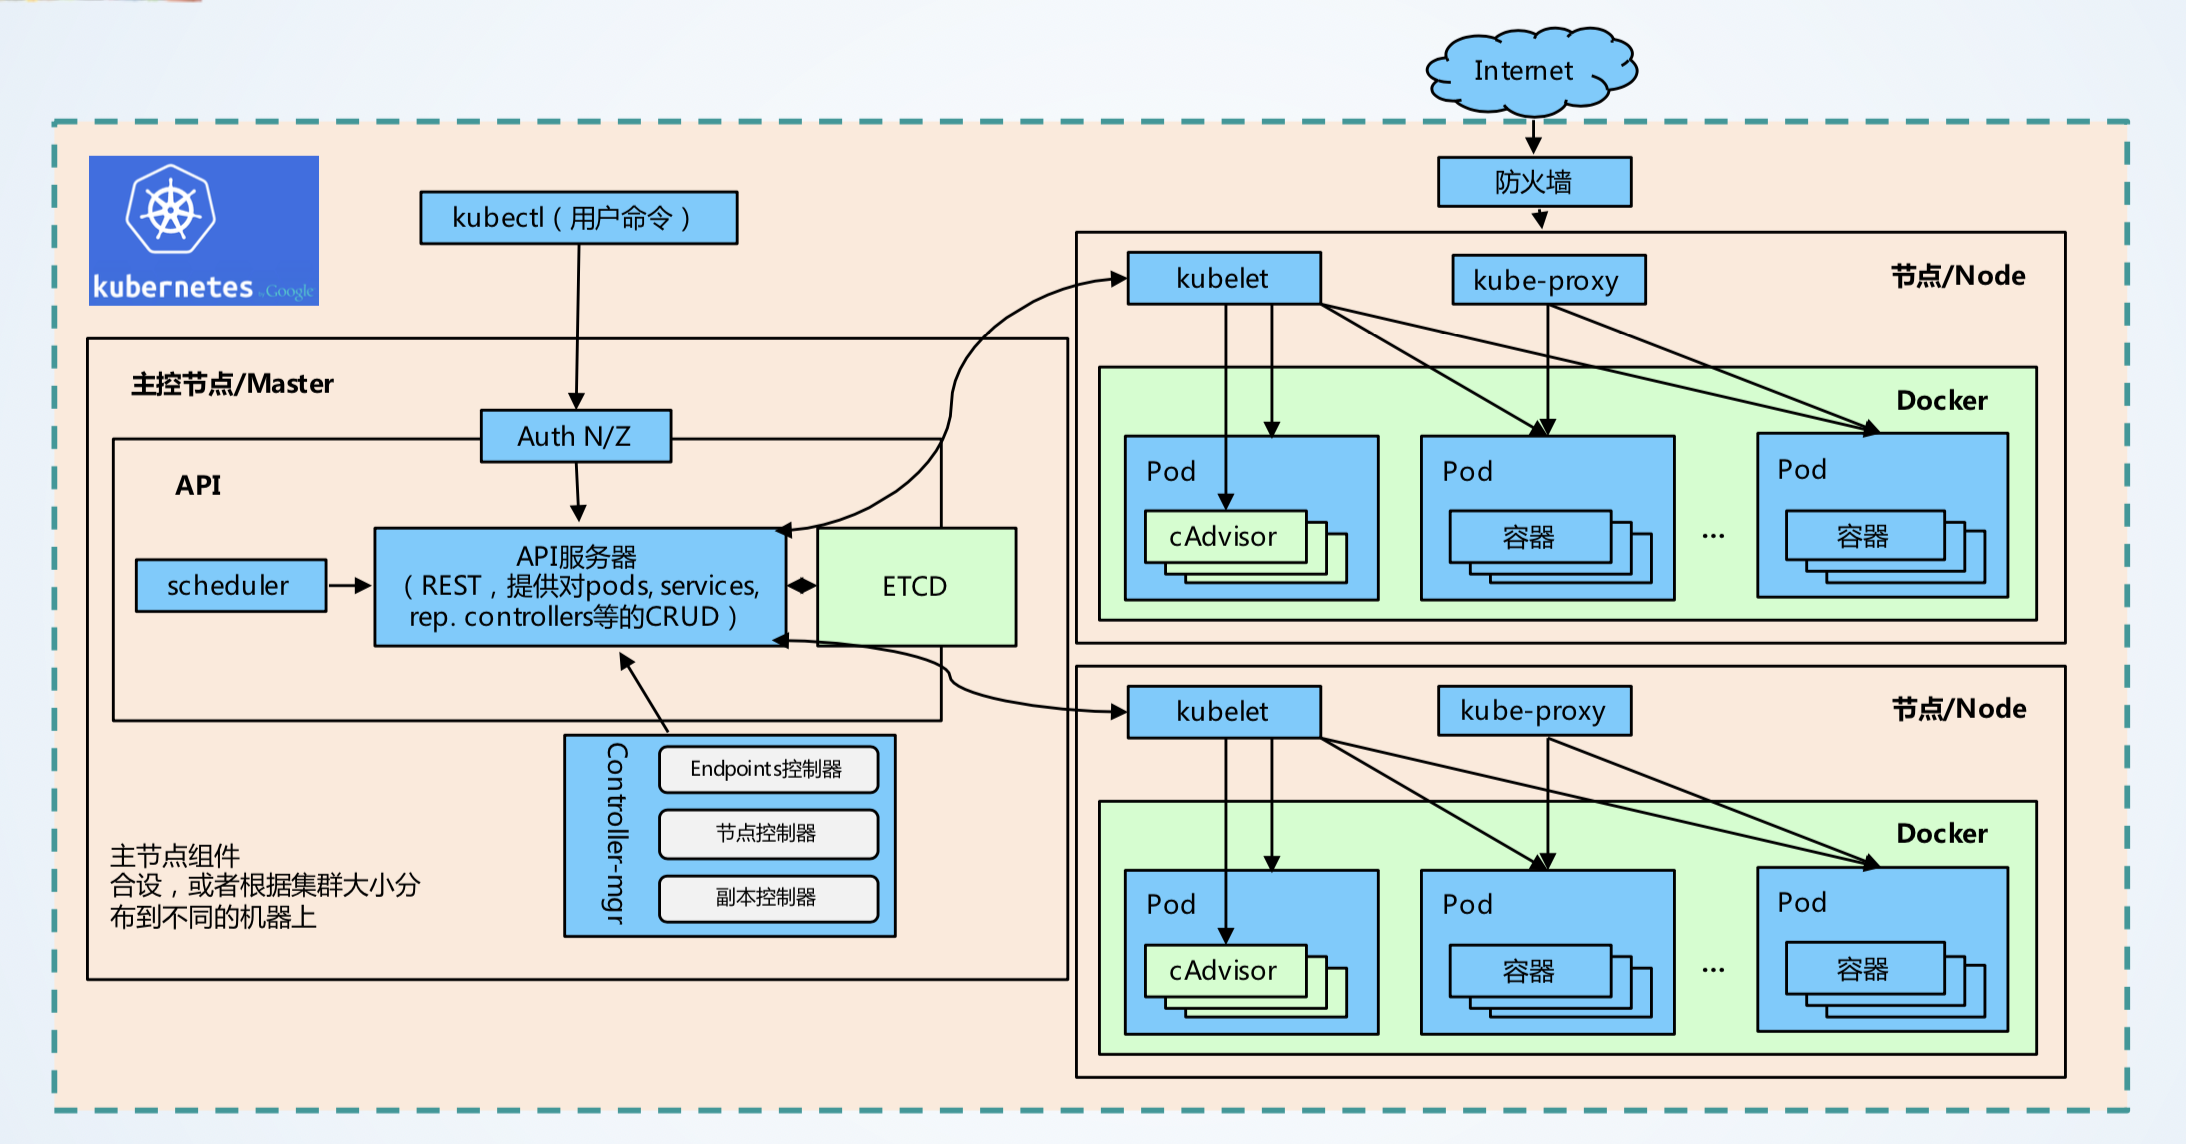 Internet
防火墙
kubernetes
by Google
kubectl（用户命令）
主控节点/Master
Auth N/Z
API
scheduler
API服务器
（REST，提供对pods, services,
rep. controllers等的CRUD）
ETCD
Controller-mgr
Endpoints控制器
节点控制器
副本控制器
主节点组件
合设，或者根据集群大小分
布到不同的机器上
kubelet
kube-proxy
节点/Node
Docker
Pod
cAdvisor
Pod
容器
...
Pod
容器
kubelet
kube-proxy
节点/Node
Docker
Pod
cAdvisor
Pod
容器
...
Pod
容器